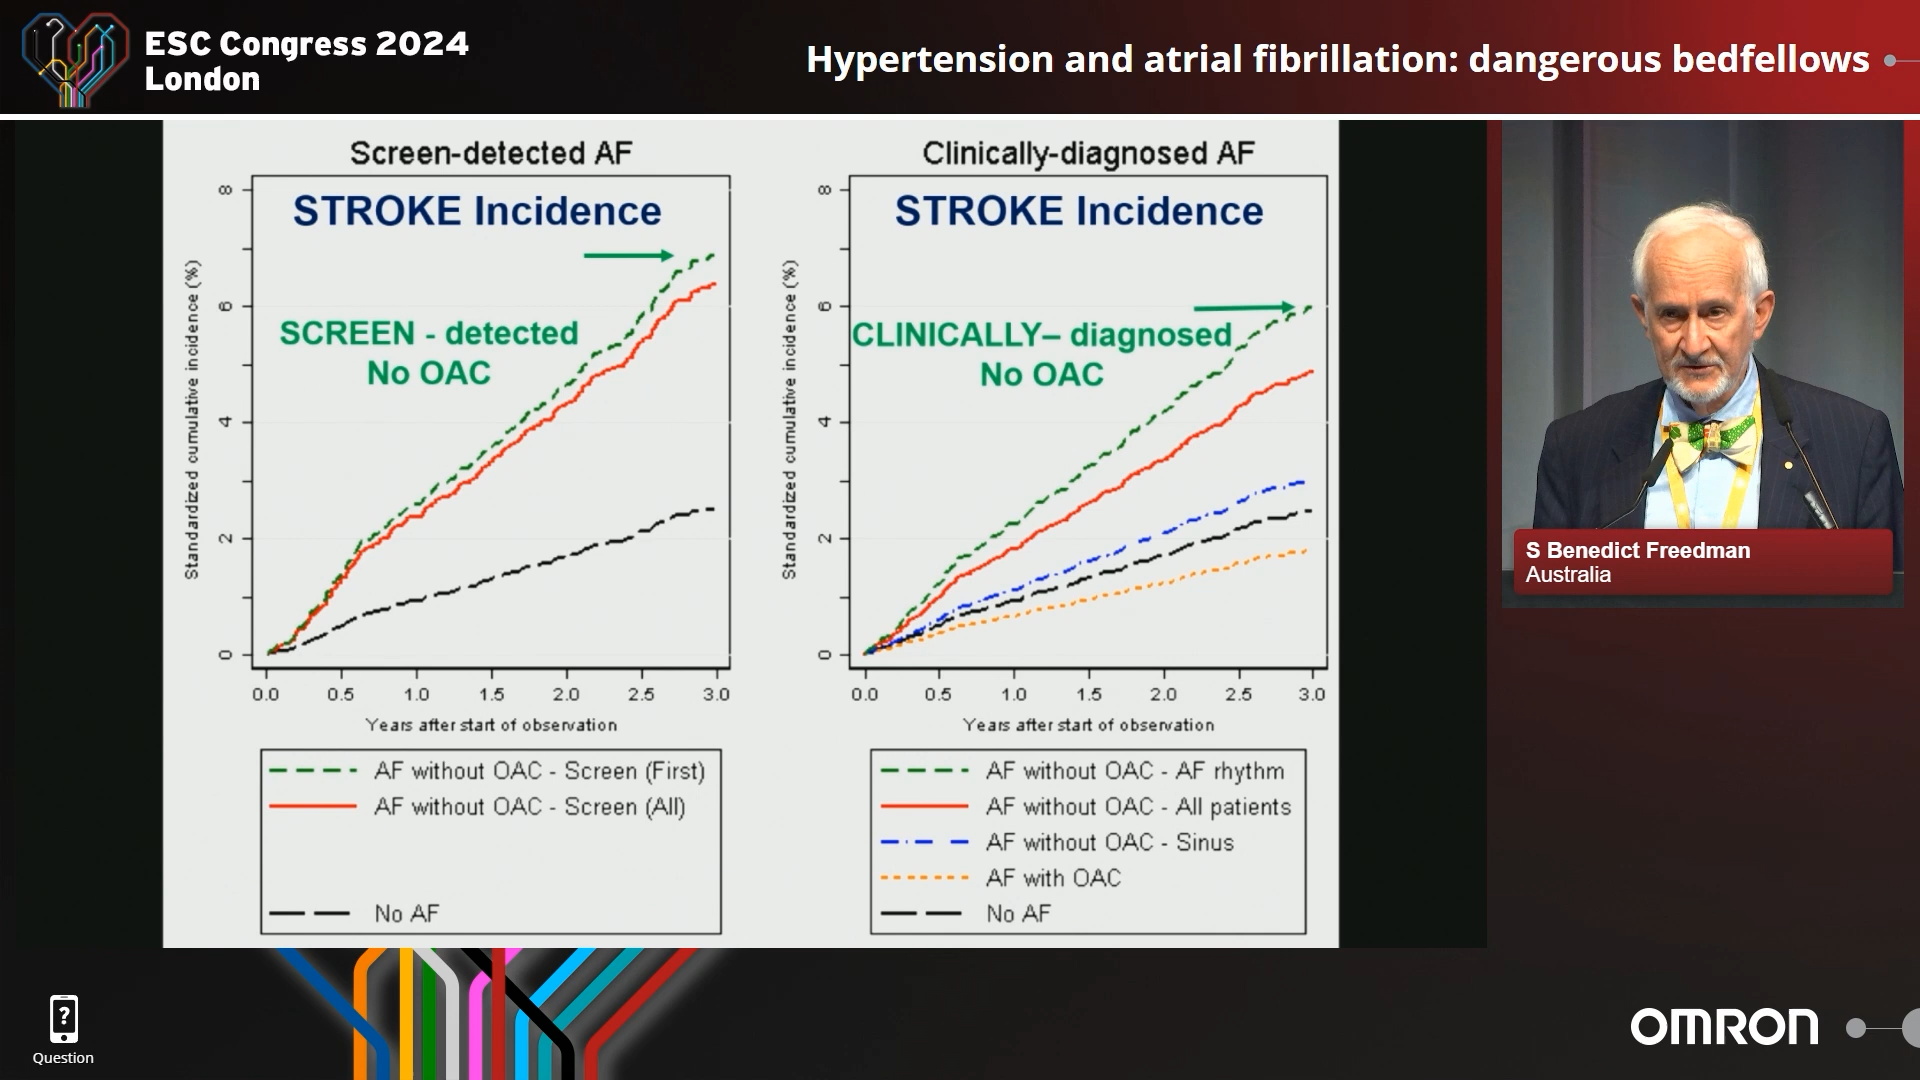 ESC Congress 2024
London
Hypertension and atrial fibrillation: dangerous bedfellows
Screen-detected AF
STROKE Incidence
SCREEN - detected
No OAC
Standardized cumulative incidence (%)
8
6
4
2
0
0.0 0.5 1.0 1.5 2.0 2.5 3.0
Years after start of observation
AF without OAC - Screen (First)
AF without OAC - Screen (All)
No AF
Clinically-diagnosed AF
STROKE Incidence
CLINICALLY– diagnosed
No OAC
Standardized cumulative incidence (%)
8
6
4
2
0
0.0 0.5 1.0 1.5 2.0 2.5 3.0
Years after start of observation
AF without OAC - AF rhythm
AF without OAC - All patients
AF without OAC - Sinus
AF with OAC
No AF
S Benedict Freedman
Australia
?
Question
OMRON